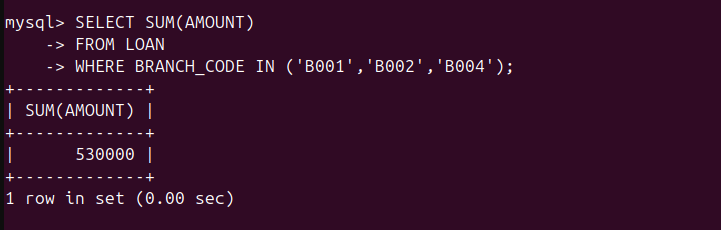 mysql> SELECT SUM(AMOUNT)
    -> FROM LOAN
    -> WHERE BRANCH_CODE IN ('B001','B002','B004');
+-------------+
| SUM(AMOUNT) |
+-------------+
|      530000 |
+-------------+
1 row in set (0.00 sec)